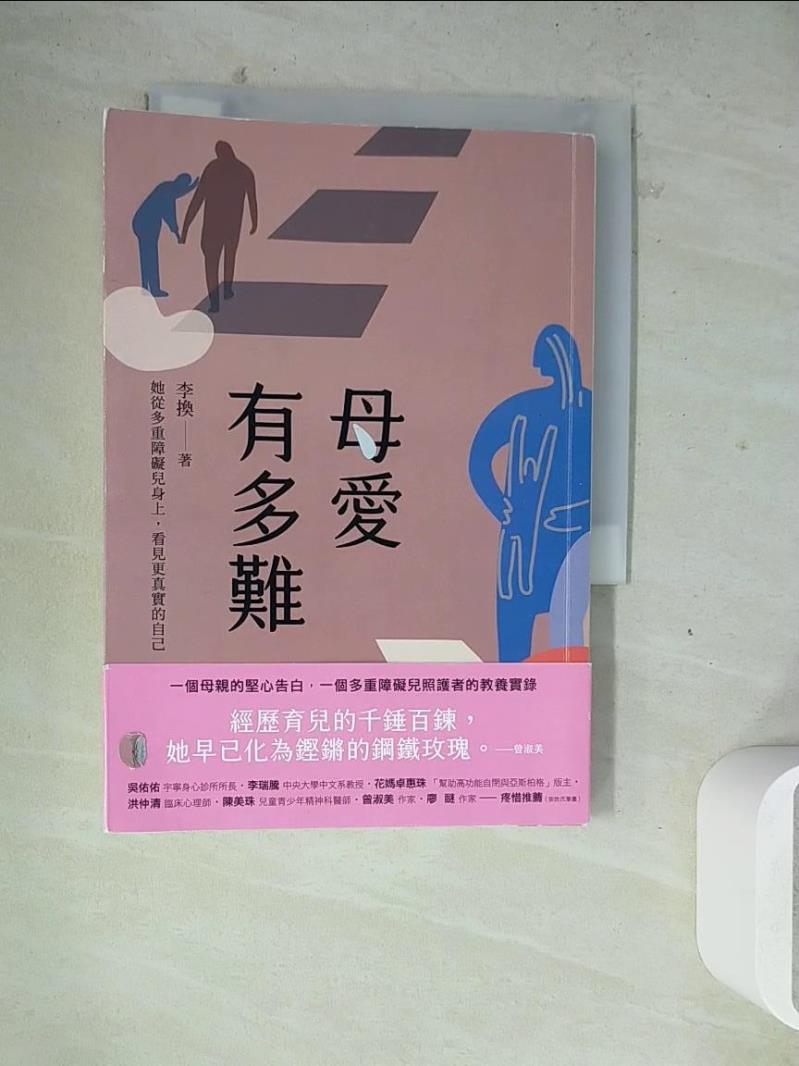 母愛
有多難
李換——著
她從多重障礙兒身上，看見更真實的自己
一個母親的堅心告白，一個多重障礙兒照護者的教養實錄
經歷育兒的千錘百鍊，
她早已化為鏗鏘的鋼鐵玫瑰。——曾淑美
吳佑佑 宇寧身心診所所長・李瑞騰 中央大學中文系教授・花媽卓惠珠「幫助高功能自閉與亞斯柏格」版主・
洪仲清 臨床心理師・陳美珠 兒童青少年精神科醫師・曾淑美 作家・廖 作家——疼惜推薦